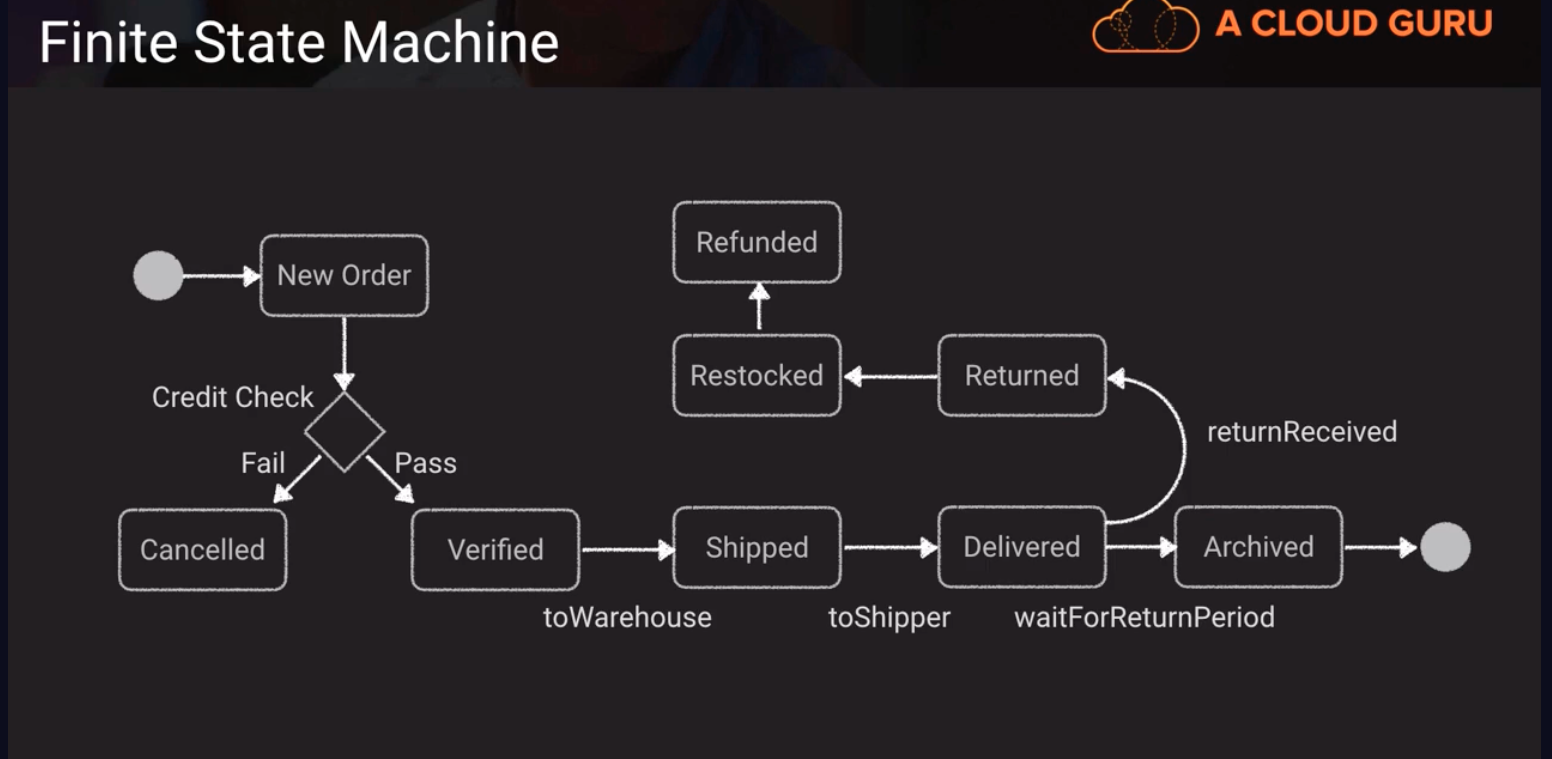 Finite State Machine
A CLOUD GURU
Refunded
New Order
Restocked
Returned
Credit Check
returnReceived
Fail
Pass
Cancelled
Verified
Shipped
Delivered
Archived
toWarehouse
toShipper
waitForReturnPeriod